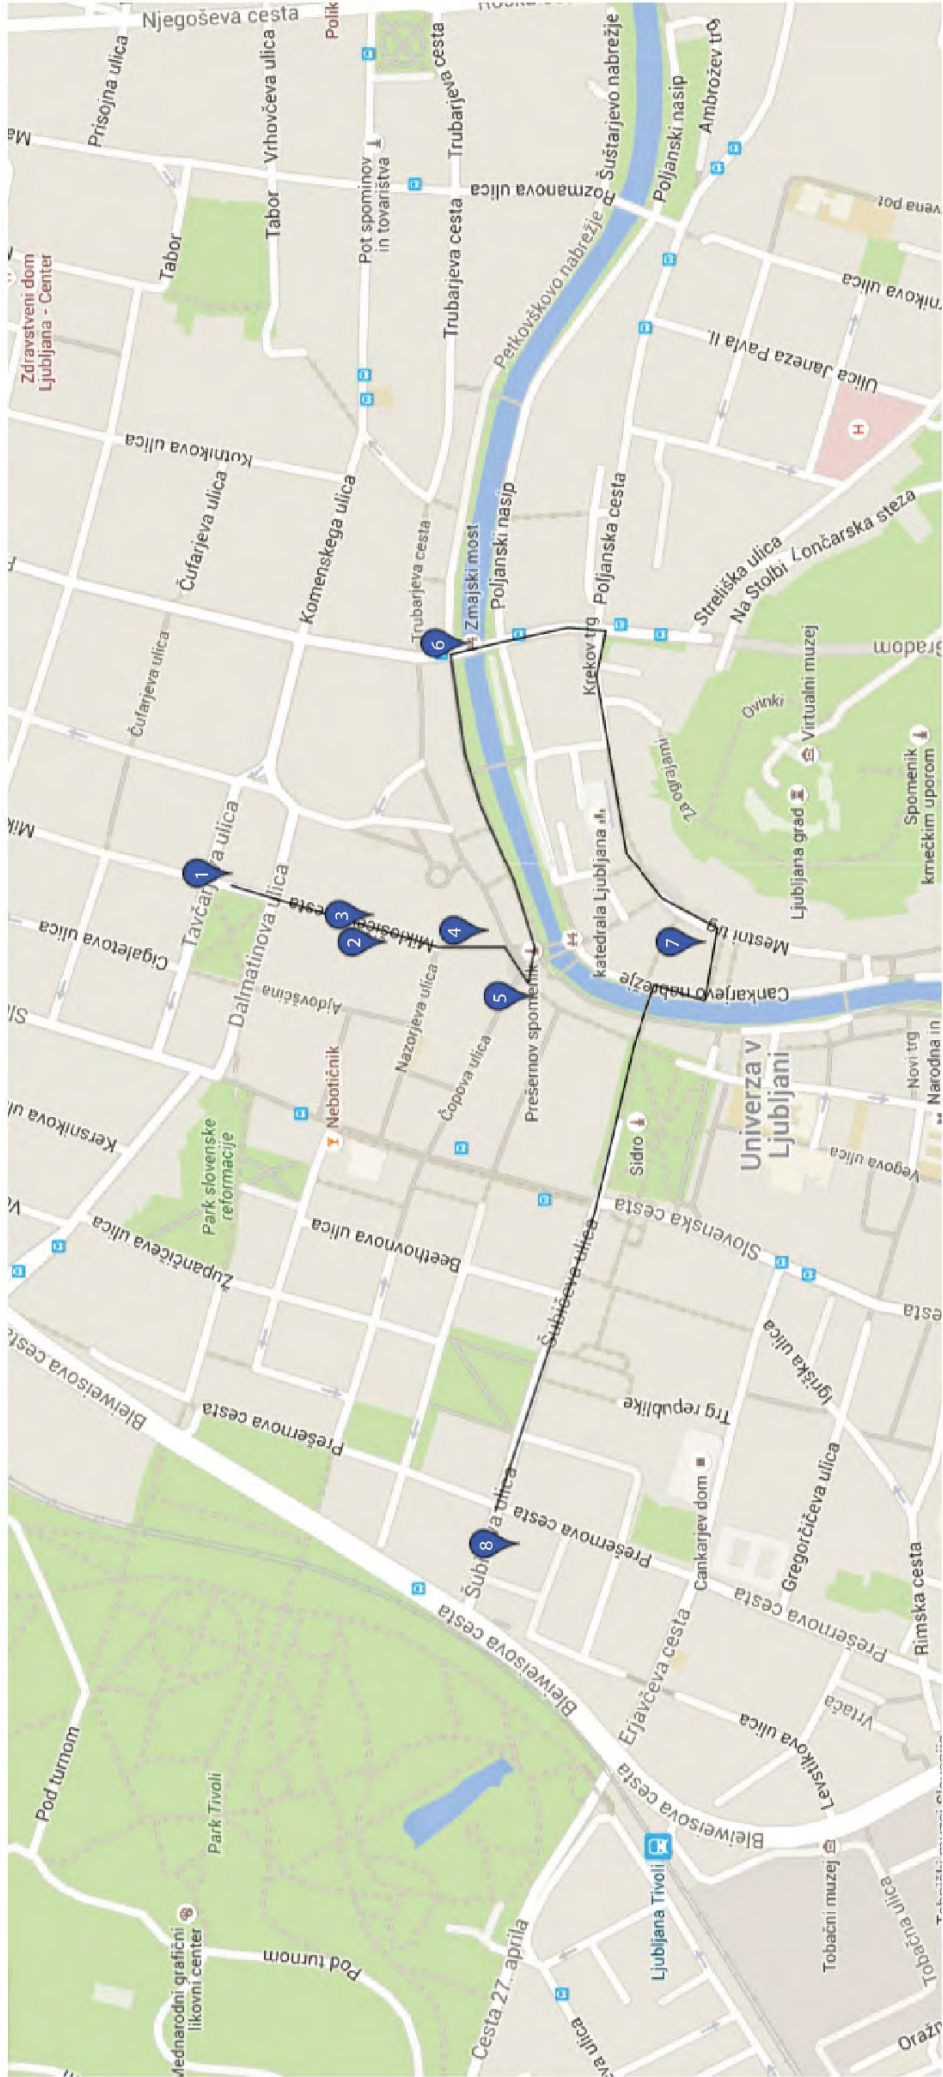 Njegoševa cesta
Prisojna ulica
Vrhovčeva ulica
Tabor
Tabor
Trubarjeva cesta
Trubarjeva cesta
Trubarjeva cesta
Trubarjeva cesta
Šuštarjevo nabrežje
Poljanski nasip
Ambrožev trg
Rozmanova ulica
Pot spominov
in tovarištva
Zdravstveni dom
Ljubljana - Center
Petkovškovo nabrežje
Ulica Janeza Pavla II.
H
Kotnikova ulica
Čufarjeva ulica
Čufarjeva ulica
Komenskega ulica
Zmajski most
Poljanski nasip
Poljanska cesta
Streliška ulica
Na Stolbi
Lončarska steza
Krekov trg
6
Virtualni muzej
Ovinki
Za ograjami
Ljubljana grad
Spomenik
kmečkim uporom
katedrala Ljubljana
Mestni trg
Cankarjevo nabrežje
7
1
3
2
4
5
Cigaletova ulica
Dalmatinova ulica
Ajdovščina
Nazorjeva ulica
Čopova ulica
Prešernov spomenik
Nebotičnik
Park slovenske
reformacije
Kersnikova
Župančičeva ulica
Beethovnova ulica
Sidro
Univerza v
Ljubljani
Novi trg
Narodna in
Vegova ulica
Slovenska cesta
Šubičeva ulica
Igriška ulica
Trg republike
Cankarjev dom
Gregorčičeva ulica
Rimska cesta
Bleiweisova cesta
Bleiweisova cesta
Bleiweisova cesta
Bleiweisova cesta
Prešernova cesta
Prešernova cesta
Prešernova cesta
Prešernova cesta
8
Erjavčeva cesta
Levstikova ulica
Vrtača
Pod turnom
Pod turnom
Park Tivoli
Mednarodni grafični
likovni center
Ljubljana Tivoli
Cesta 27. aprila
Tobačni muzej
Tobačna ulica